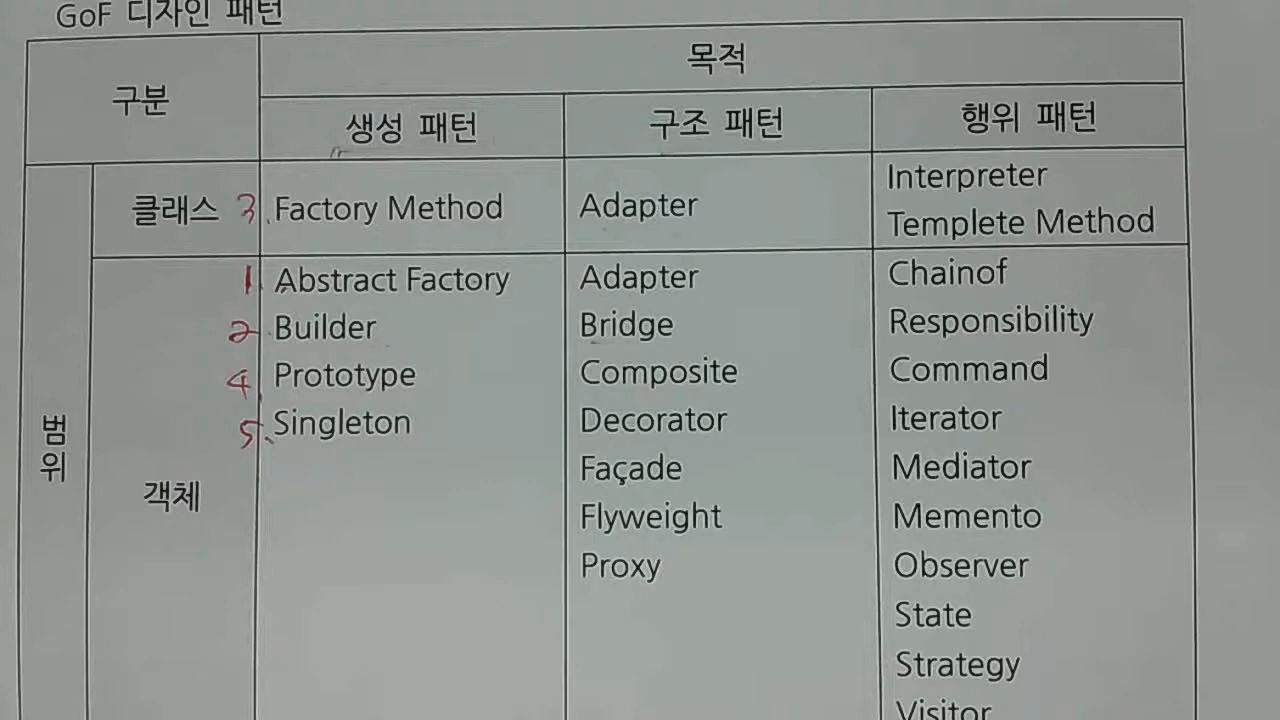 GoF 디자인 패턴
구분
목적
생성 패턴
구조 패턴
행위 패턴
범위
클래스
3. Factory Method
Adapter
Interpreter
Templete Method
객체
1 Abstract Factory
2. Builder
4. Prototype
5. Singleton
Adapter
Bridge
Composite
Decorator
Façade
Flyweight
Proxy
Chainof
Responsibility
Command
Iterator
Mediator
Memento
Observer
State
Strategy
Visitor